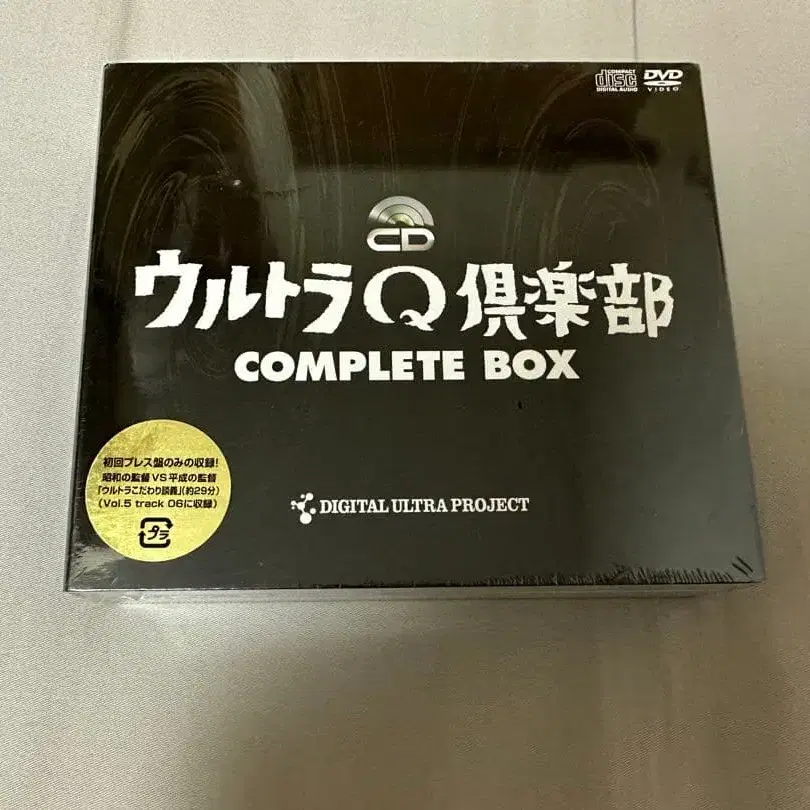 COMPACT
disc
DIGITAL AUDIO
DVD
VIDEO
CD
ウルトラQ倶楽部
COMPLETE BOX
初回プレス盤のみの収録!
昭和の監督VS平成の監督
「ウルトラこだわり談義」(約29分)
(Vol.5 track 06に収録)
プラ
DIGITAL ULTRA PROJECT